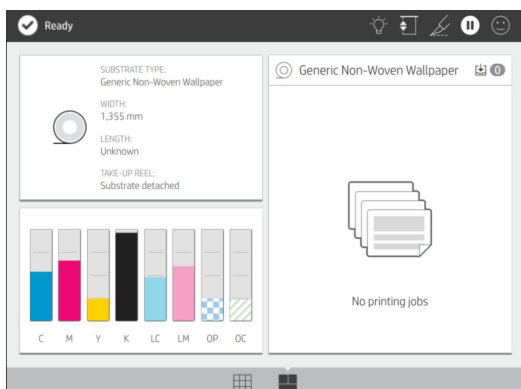 Ready
SUBSTRATE TYPE:
Generic Non-Woven Wallpaper
WIDTH:
1,355 mm
LENGTH:
Unknown
TAKE-UP REEL:
Substrate detached
C M Y K LC LM OP OC
Generic Non-Woven Wallpaper 0
No printing jobs